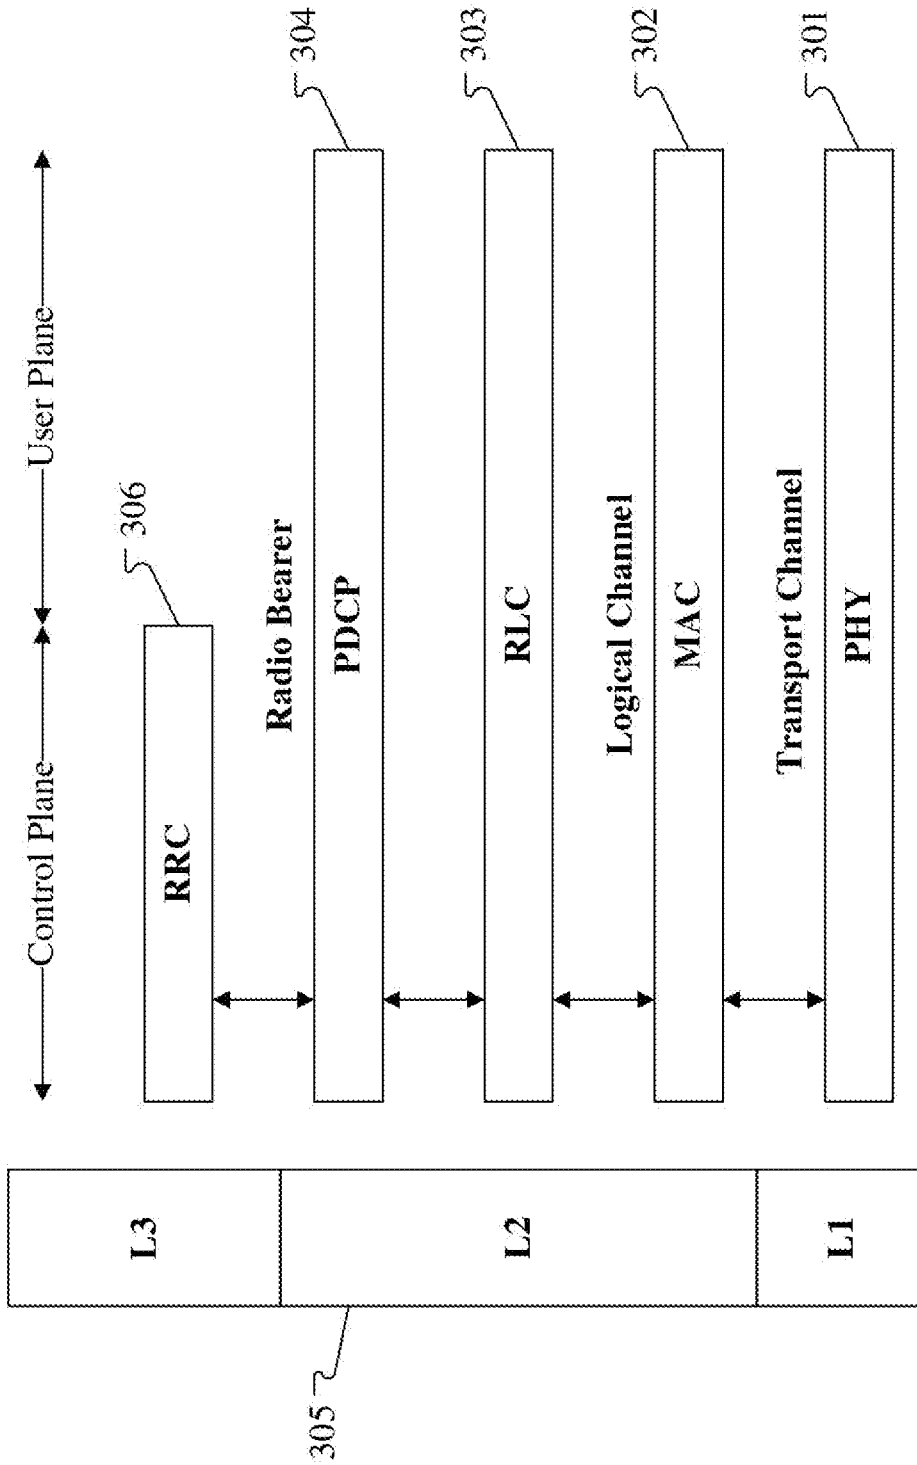 Control Plane
User Plane
306
RRC
L3
Radio Bearer
304
PDCP
303
RLC
L2
305
Logical Channel
302
MAC
Transport Channel
301
PHY
L1